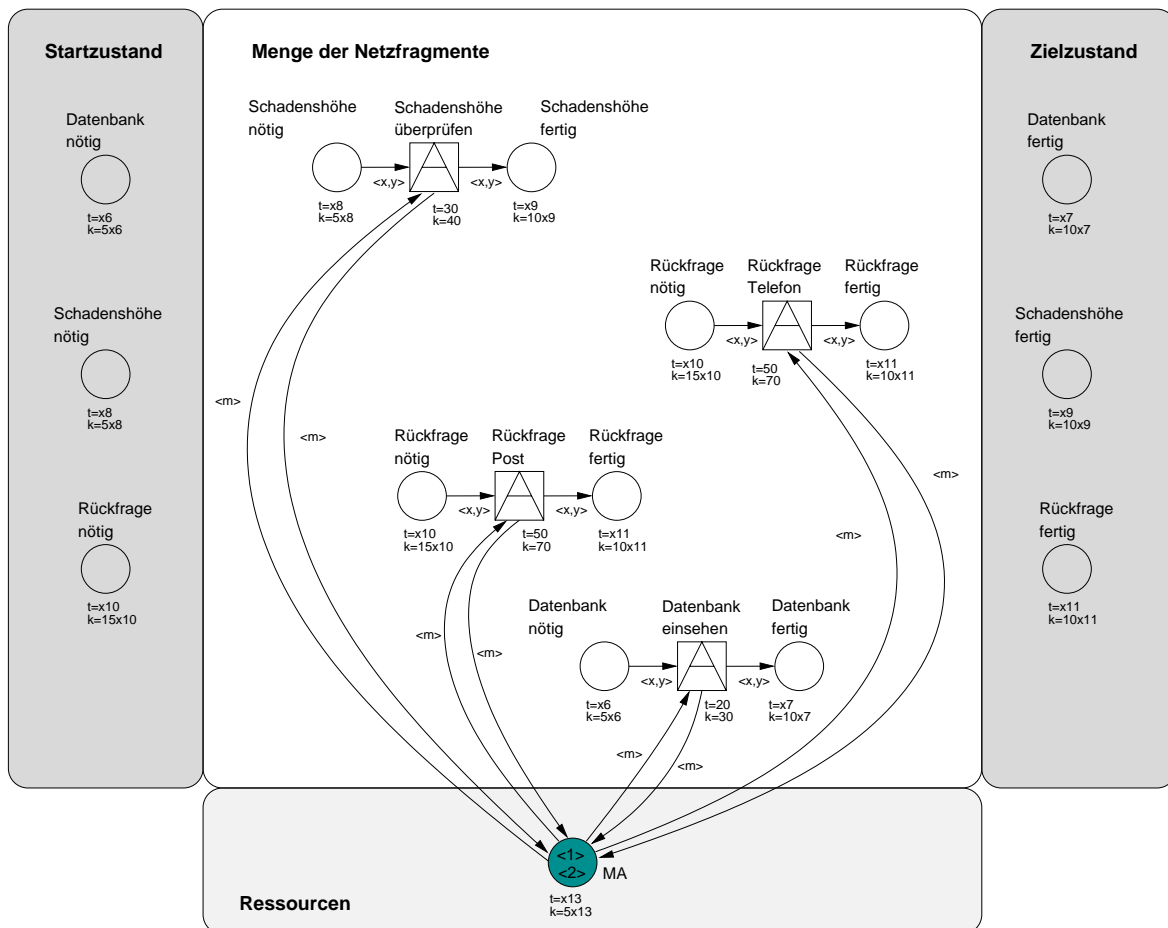 Startzustand
Menge der Netzfragmente
Zielzustand
Datenbank
nötig
t=x6
k=5x6
Schadenshöhe
nötig
t=x8
k=5x8
Rückfrage
nötig
t=x10
k=15x10
Schadenshöhe
nötig
t=x8
k=5x8
<x,y>
Schadenshöhe
überprüfen
t=30
k=40
<x,y>
Schadenshöhe
fertig
t=x9
k=10x9
Rückfrage
nötig
t=x10
k=15x10
<x,y>
Rückfrage
Telefon
t=50
k=70
<x,y>
Rückfrage
fertig
t=x11
k=10x11
<m>
<m>
<m>
<m>
Rückfrage
nötig
t=x10
k=15x10
<x,y>
Rückfrage
Post
t=50
k=70
<x,y>
Rückfrage
fertig
t=x11
k=10x11
<m>
<m>
Datenbank
nötig
t=x6
k=5x6
<x,y>
Datenbank
einsehen
t=20
k=30
<x,y>
Datenbank
fertig
t=x7
k=10x7
<m>
<m>
Datenbank
fertig
t=x7
k=10x7
Schadenshöhe
fertig
t=x9
k=10x9
Rückfrage
fertig
t=x11
k=10x11
<1>
<2>
MA
t=x13
k=5x13
Ressourcen